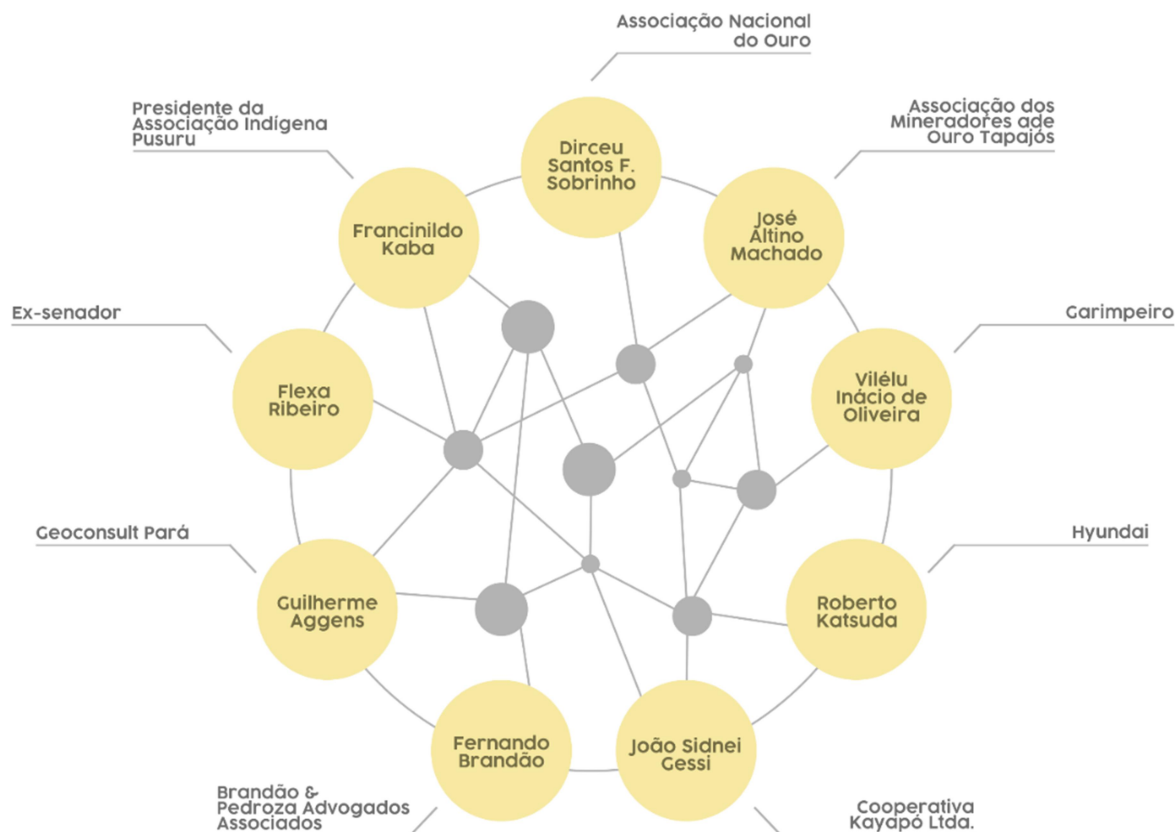 Associação Nacional
do Ouro
Presidente da
Associação Indígena
Pusuru
Associação dos
Mineradores ade
Ouro Tapajós
Dirceu
Santos F.
Sobrinho
Francinildo
Kaba
José
Altino
Machado
Ex-senador
Garimpeiro
Flexa
Ribeiro
Vilélu
Inácio de
Oliveira
Geoconsult Pará
Hyundai
Guilherme
Aggens
Roberto
Katsuda
Fernando
Brandão
João Sidnei
Gessi
Brandão &
Pedroza Advogados
Associados
Cooperativa
Kayapó Ltda.